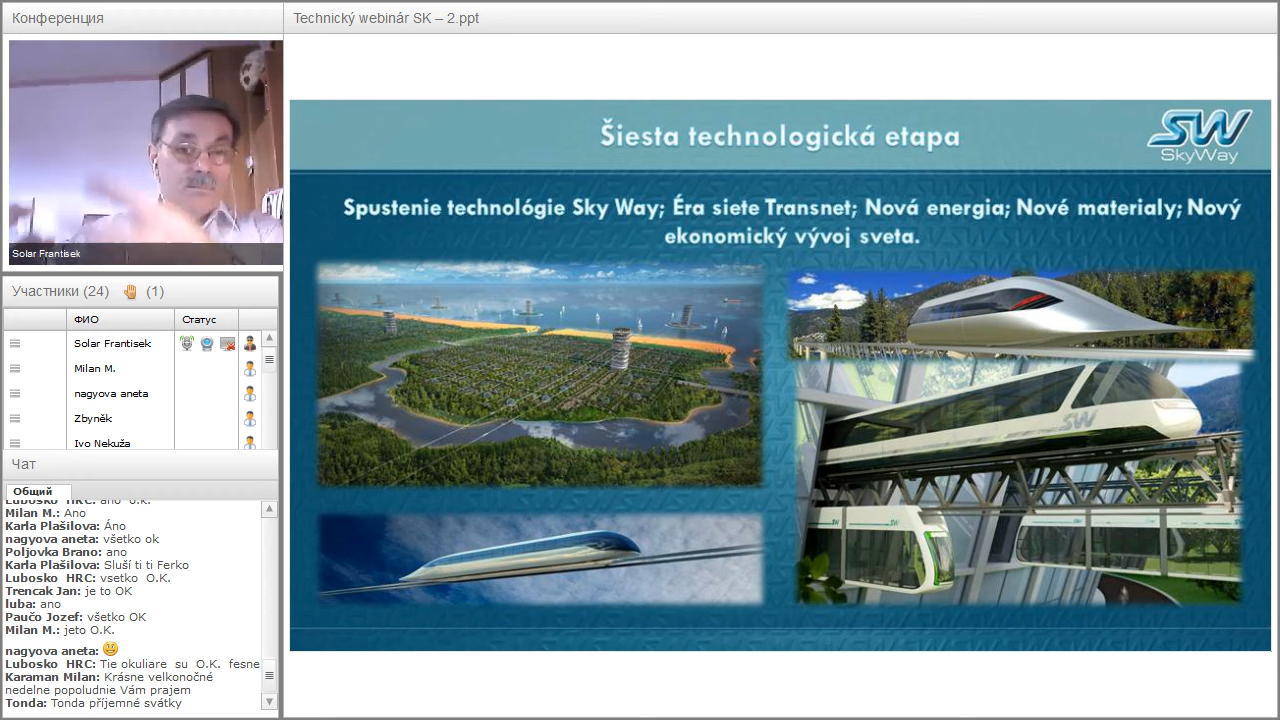 Конференция
Technický webinár SK – 2.ppt
Solar Frantisek
Участники (24) (1)
ФИО Статус
Solar Frantisek
Milan M.
nagyova aneta
Zbyněk
Ivo Nekuža
Чат
Общий
Lubosko HRC: ano o.k.
Milan M.: Ano
Karla Plašilova: Áno
nagyova aneta: všetko ok
Poljovka Brano: ano
Karla Plašilova: Sluší ti ti Ferko
Lubosko HRC: vsetko O.K.
Trencak Jan: je to OK
luba: ano
Paučo Jozef: všetko OK
Milan M.: jeto O.K.
nagyova aneta:
Lubosko HRC: Tie okuliare su O.K. fesne
Karaman Milan: Krásne velkonočné
nedelne popoludnie Vám prajem
Tonda: Tonda příjemné svátky
Šiesta technologická etapa
SW
SkyWay
Spustenie technológie Sky Way; Éra siete Transnet; Nová energia; Nové materialy; Nový
ekonomický vývoj sveta.
SW
SW
SW